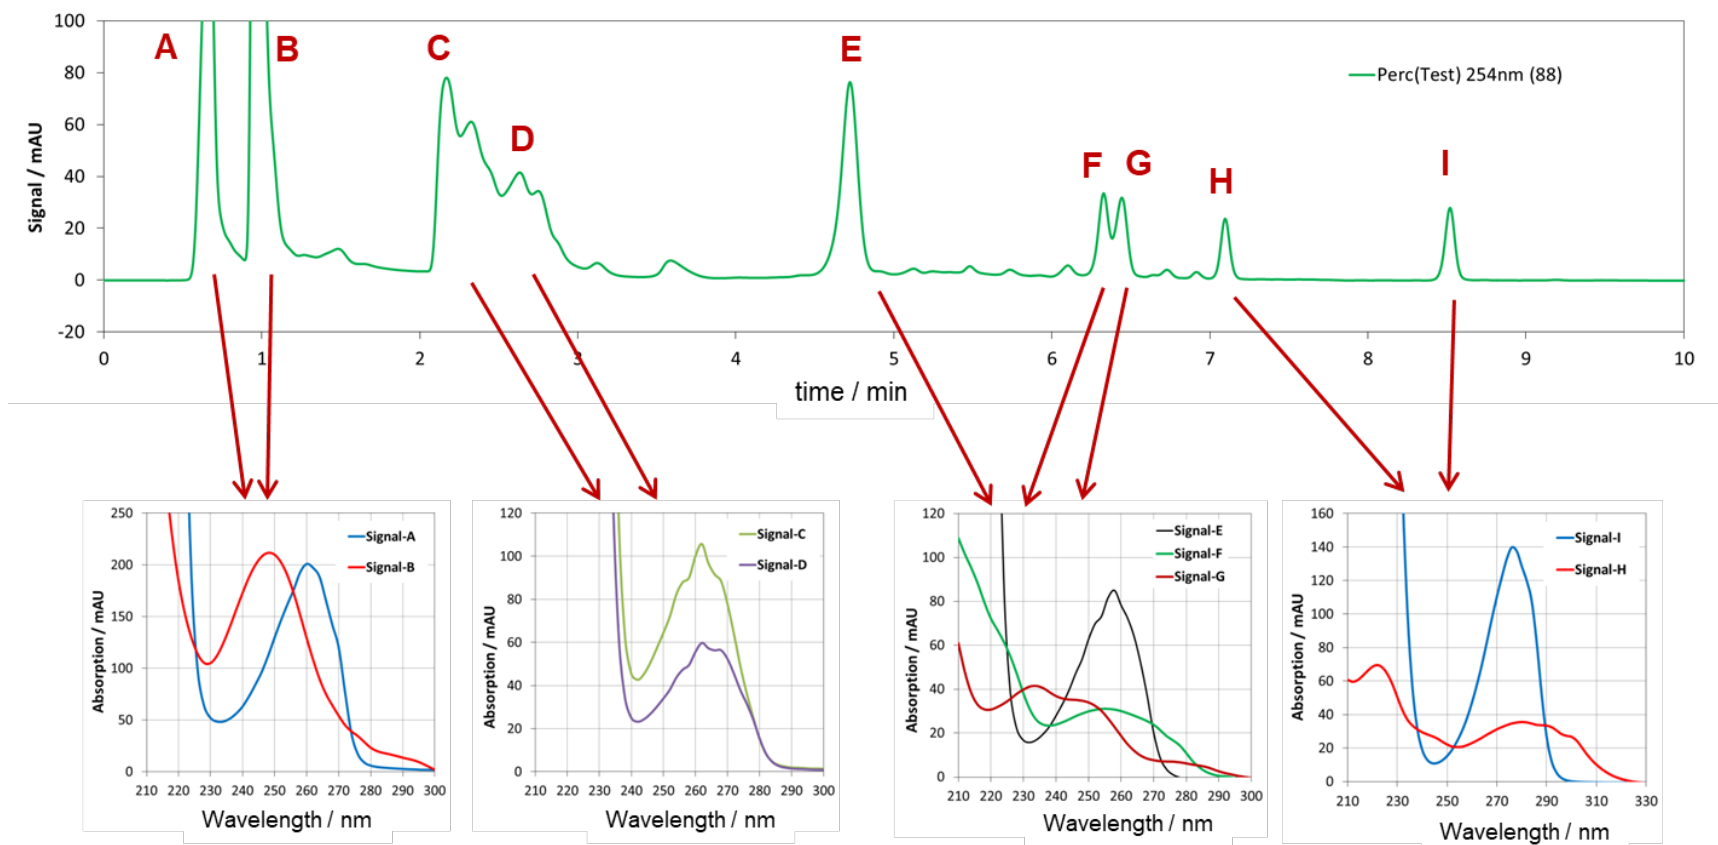 100
80
60
40
20
0
-20
Signal / mAU
A
B
C
D
E
F
G
H
I
Perc(Test) 254nm (88)
0 1 2 3 4 5 6 7 8 9 10
time / min
250
200
150
100
50
0
Absorption / mAU
Signal-A
Signal-B
210 220 230 240 250 260 270 280 290 300
Wavelength / nm
120
100
80
60
40
20
0
Absorption / mAU
Signal-C
Signal-D
210 220 230 240 250 260 270 280 290 300
Wavelength / nm
120
100
80
60
40
20
0
Absorption / mAU
Signal-E
Signal-F
Signal-G
210 220 230 240 250 260 270 280 290 300
Wavelength / nm
160
140
120
100
80
60
40
20
0
Absorption / mAU
Signal-I
Signal-H
210 230 250 270 290 310 330
Wavelength / nm